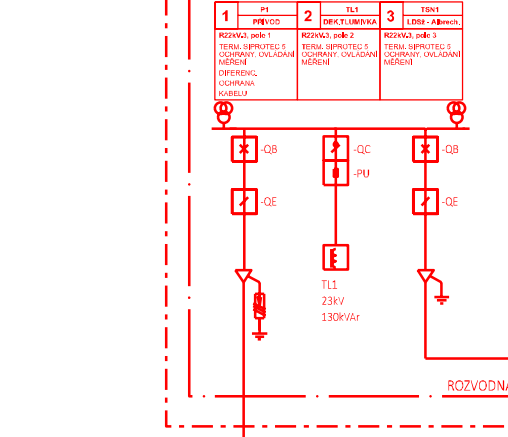 1 P1 2 TL1 3 TSN1
PŘÍVOD DEK.TLUMIVKA LDSž - Albrech.
R22kV.3, pole 1 R22kV.3, pole 2 R22kV.3, pole 3
TERM. SIPROTEC 5 TERM. SIPROTEC 5 TERM. SIPROTEC 5
OCHRANY, OVLÁDÁNÍ OCHRANY, OVLÁDÁNÍ OCHRANY, OVLÁDÁNÍ
MĚŘENÍ MĚŘENÍ MĚŘENÍ
DIFERENC.
OCHRANA
KABELU
-QB -QC -QB
-PU
-QE -QE
TL1
23kV
130kVAr
ROZVODNA